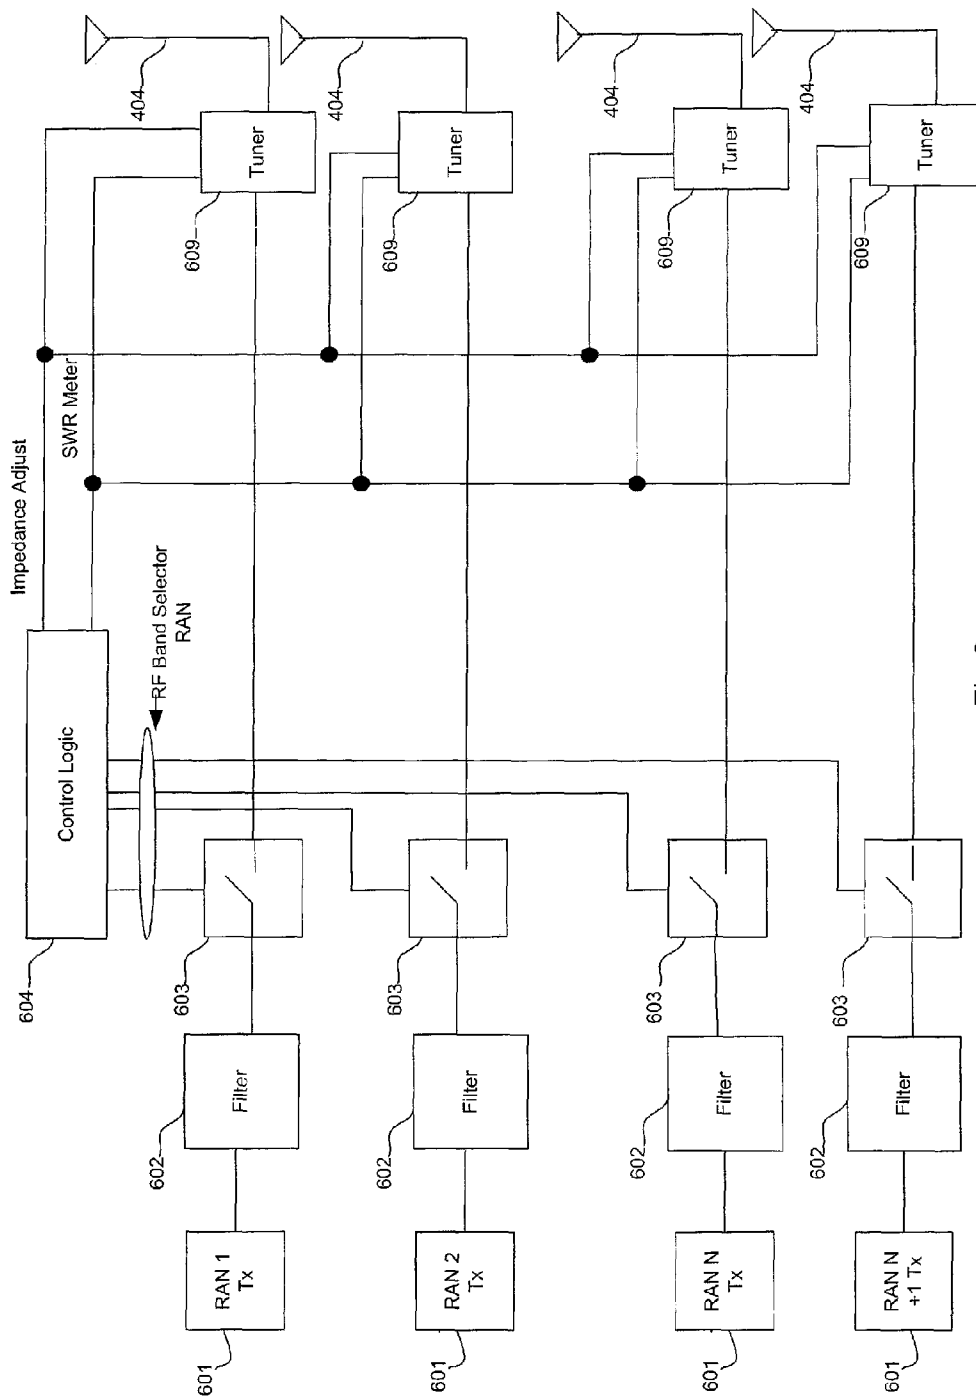 Impedance Adjust
604
Control Logic
SWR Meter
RF Band Selector
RAN
404
601
602
603
609
RAN 1
Tx
Filter
Tuner
404
601
602
603
609
RAN 2
Tx
Filter
Tuner
404
601
602
603
609
RAN N
Tx
Filter
Tuner
404
601
602
603
609
RAN N
+1 Tx
Filter
Tuner